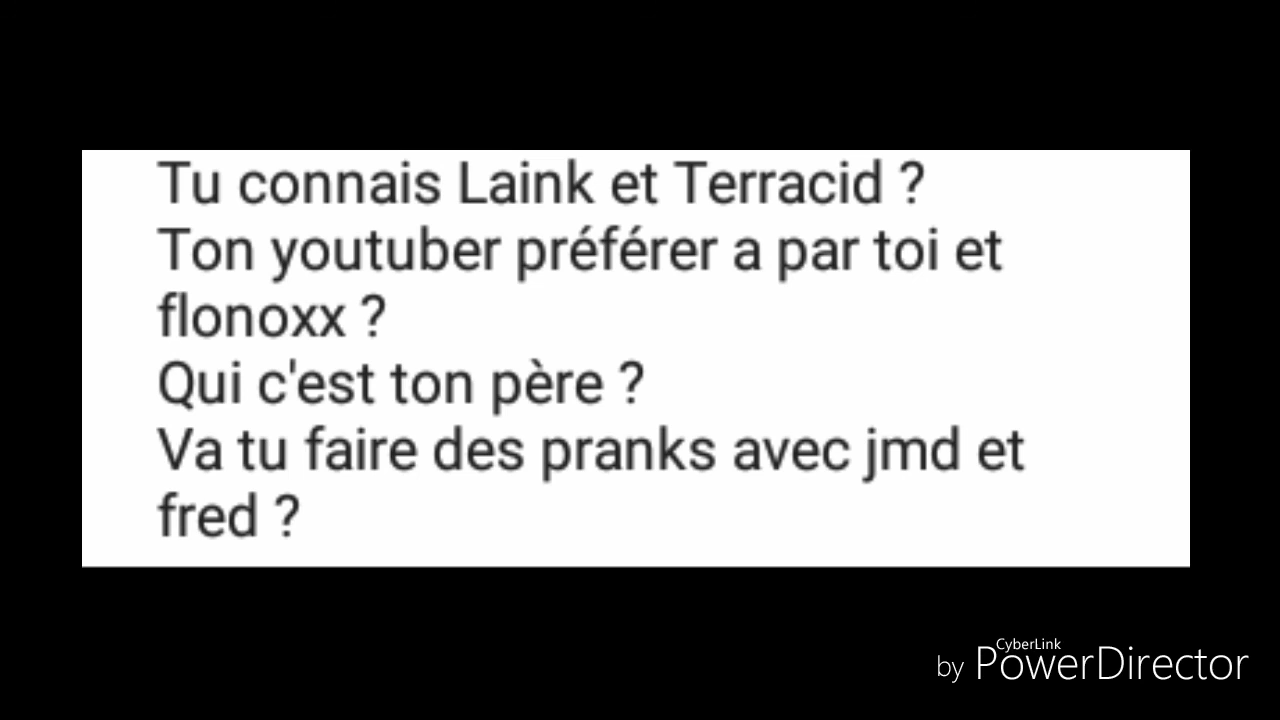 Tu connais Laink et Terracid ?
Ton youtuber préférer a par toi et
flonoxx ?
Qui c'est ton père ?
Va tu faire des pranks avec jmd et
fred ?
CyberLink
by PowerDirector